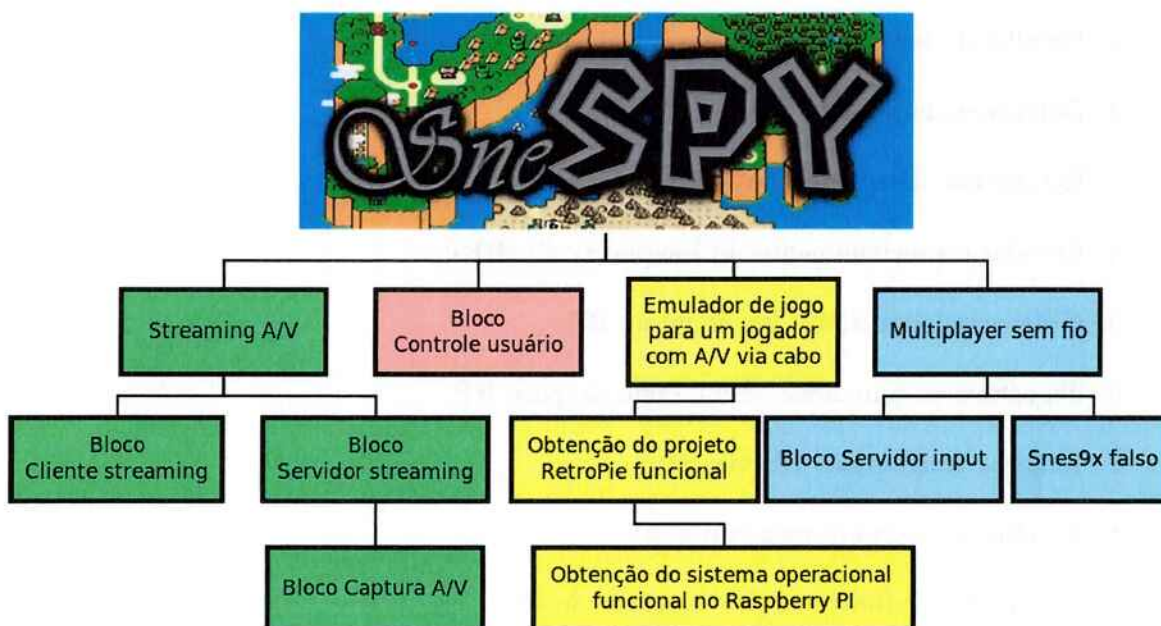 SneSPY
Streaming A/V
Bloco
Controle usuário
Emulador de jogo
para um jogador
com A/V via cabo
Multiplayer sem fio
Bloco
Cliente streaming
Bloco
Servidor streaming
Obtenção do projeto
RetroPie funcional
Bloco Servidor input
Snes9x falso
Bloco Captura A/V
Obtenção do sistema operacional
funcional no Raspberry PI